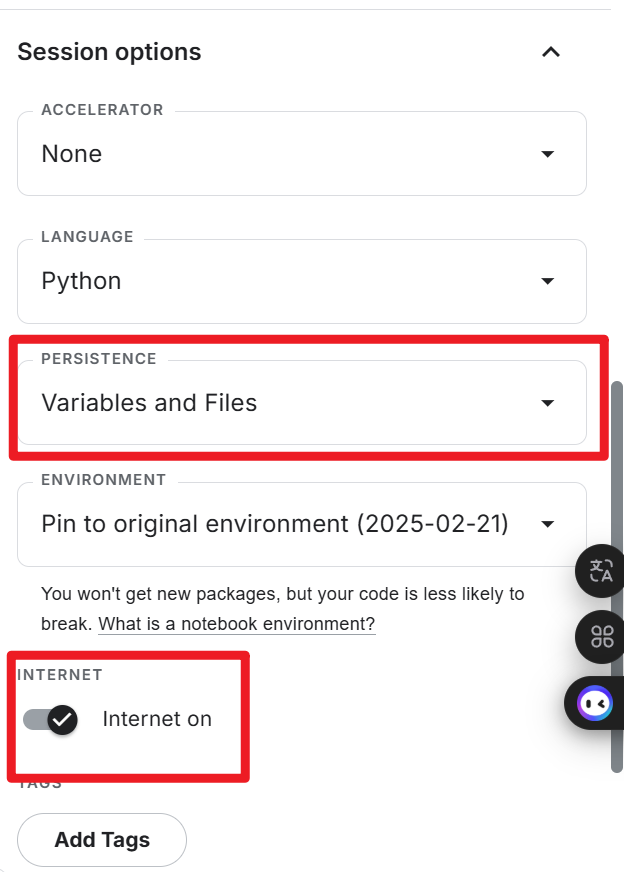 Session options
ACCELERATOR
None
LANGUAGE
Python
PERSISTENCE
Variables and Files
ENVIRONMENT
Pin to original environment (2025-02-21)
You won't get new packages, but your code is less likely to
break. What is a notebook environment?
INTERNET
Internet on
TAGS
Add Tags
文A